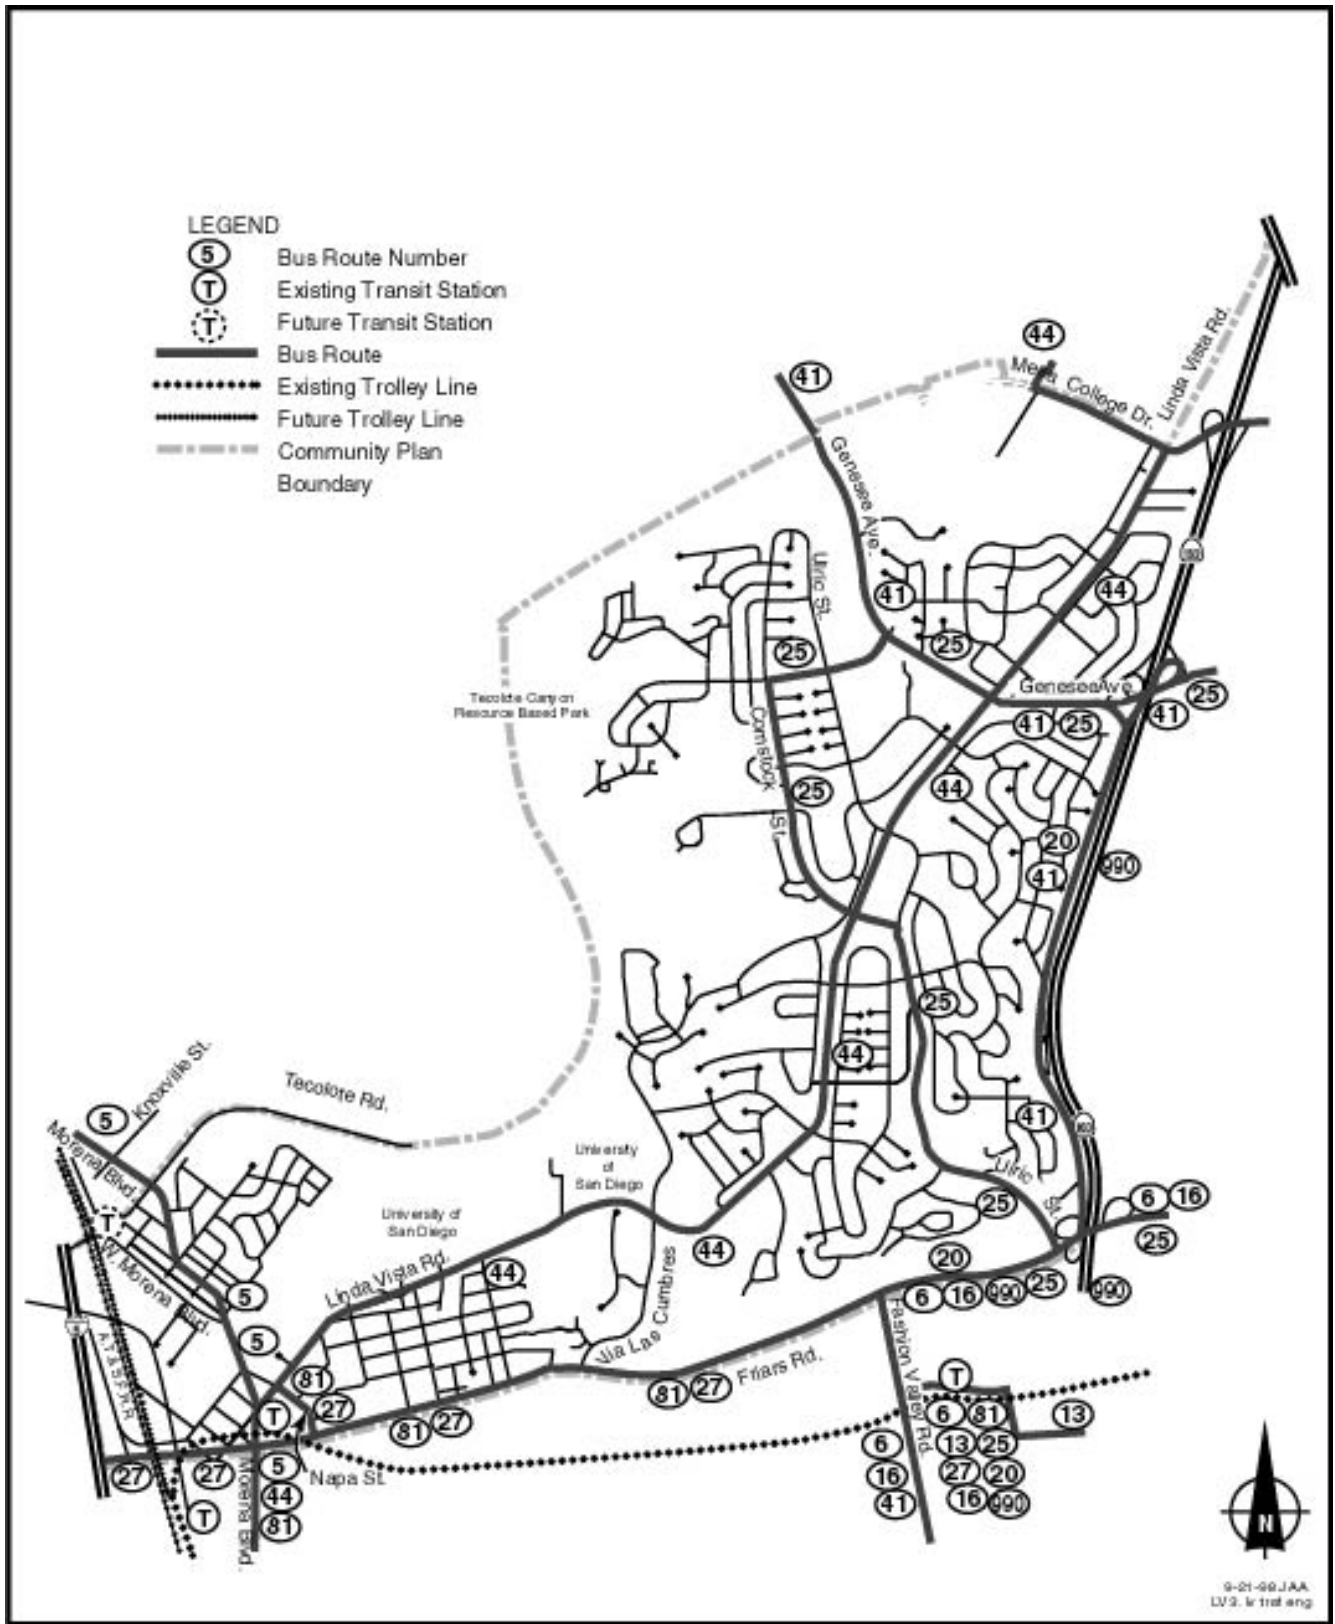 LEGEND
5 Bus Route Number
T Existing Transit Station
T Future Transit Station
Bus Route
Existing Trolley Line
Future Trolley Line
Community Plan
Boundary
44
41
Mesa College Dr.
Linda Vista Rd.
Genesee Ave.
Ulric St.
41
44
25
25
Tecolote Canyon
Resource Based Park
Genesee Ave.
25
41
41
25
Comstock St.
25
44
20
990
41
25
44
Knoxville St.
Tecolote Rd.
5
Morena Blvd.
41
University
of
San Diego
Ulric St.
6
16
25
25
University of
San Diego
T
W. Morena Blvd.
Linda Vista Rd.
44
44
20
5
6
16
990
25
990
Via Las Cumbres
Fashion Valley Rd.
A.T.&S.F.R.R.
5
81
27
81
27
Friars Rd.
T
T
81
27
6
81
13
6
13
25
27
27
5
Napa St.
16
27
20
44
41
16
990
T
81
Morena Blvd.
N
9-21-98 JAA